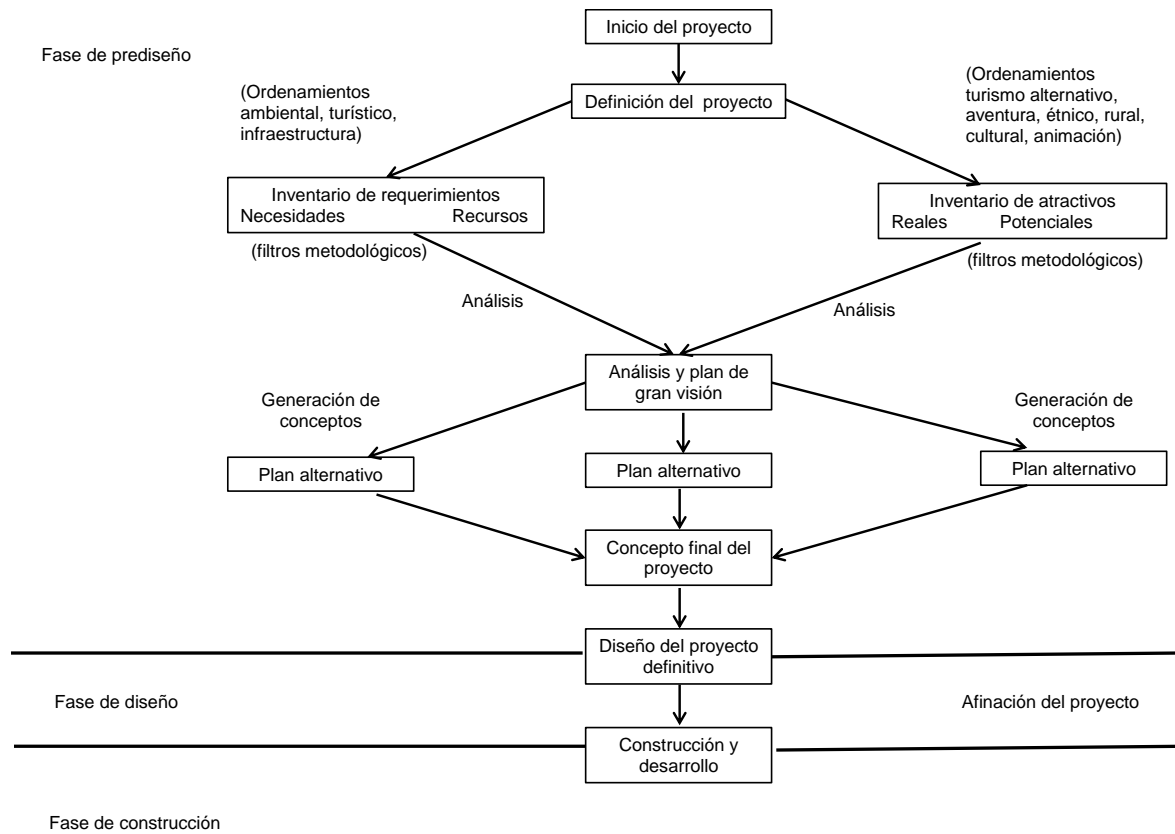 Inicio del proyecto
Fase de prediseño
(Ordenamientos
ambiental, turístico,
infraestructura)
Definición del proyecto
(Ordenamientos
turismo alternativo,
aventura, étnico, rural,
cultural, animación)
Inventario de requerimientos
Necesidades Recursos
(filtros metodológicos)
Inventario de atractivos
Reales Potenciales
(filtros metodológicos)
Análisis
Análisis
Análisis y plan de
gran visión
Generación de
conceptos
Generación de
conceptos
Plan alternativo
Plan alternativo
Plan alternativo
Concepto final del
proyecto
Diseño del proyecto
definitivo
Fase de diseño
Afinación del proyecto
Construcción y
desarrollo
Fase de construcción